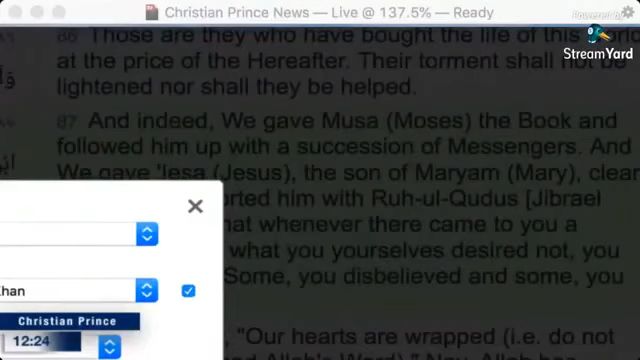 Christian Prince News — Live @ 137.5% — Ready
Powered by
StreamYard
86 Those are they who have bought the life of this
at the price of the Hereafter. Their torment shall not be
lightened nor shall they be helped.
87 And indeed, We gave Musa (Moses) the Book and
followed him up with a succession of Messengers. And
We gave 'Iesa (Jesus), the son of Maryam (Mary), clear
orted him with Ruh-ul-Qudus [Jibrael
hat whenever there came to you a
what you yourselves desired not, you
Some, you disbelieved and some, you
Khan
Christian Prince
12:24
, "Our hearts are wrapped (i.e. do not